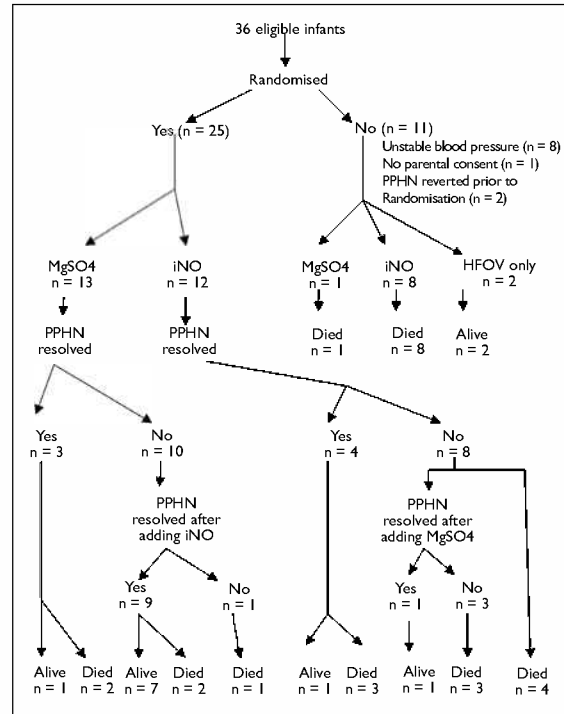 36 eligible infants
Randomised
Yes (n = 25)
No (n = 11)
Unstable blood pressure (n = 8)
No parental consent (n = 1)
PPHN reverted prior to
Randomisation (n = 2)
MgSO4
n = 13
iNO
n = 12
MgSO4
n = 1
iNO
n = 8
HFOV only
n = 2
PPHN
resolved
PPHN
resolved
Died
n = 1
Died
n = 8
Alive
n = 2
Yes
n = 3
No
n = 10
Yes
n = 4
No
n = 8
PPHN
resolved after
adding iNO
PPHN
resolved after
adding MgSO4
Yes
n = 9
No
n = 1
Yes
n = 1
No
n = 3
Alive
n = 1
Died
n = 2
Alive
n = 7
Died
n = 2
Died
n = 1
Alive
n = 1
Died
n = 3
Alive
n = 1
Died
n = 3
Died
n = 4